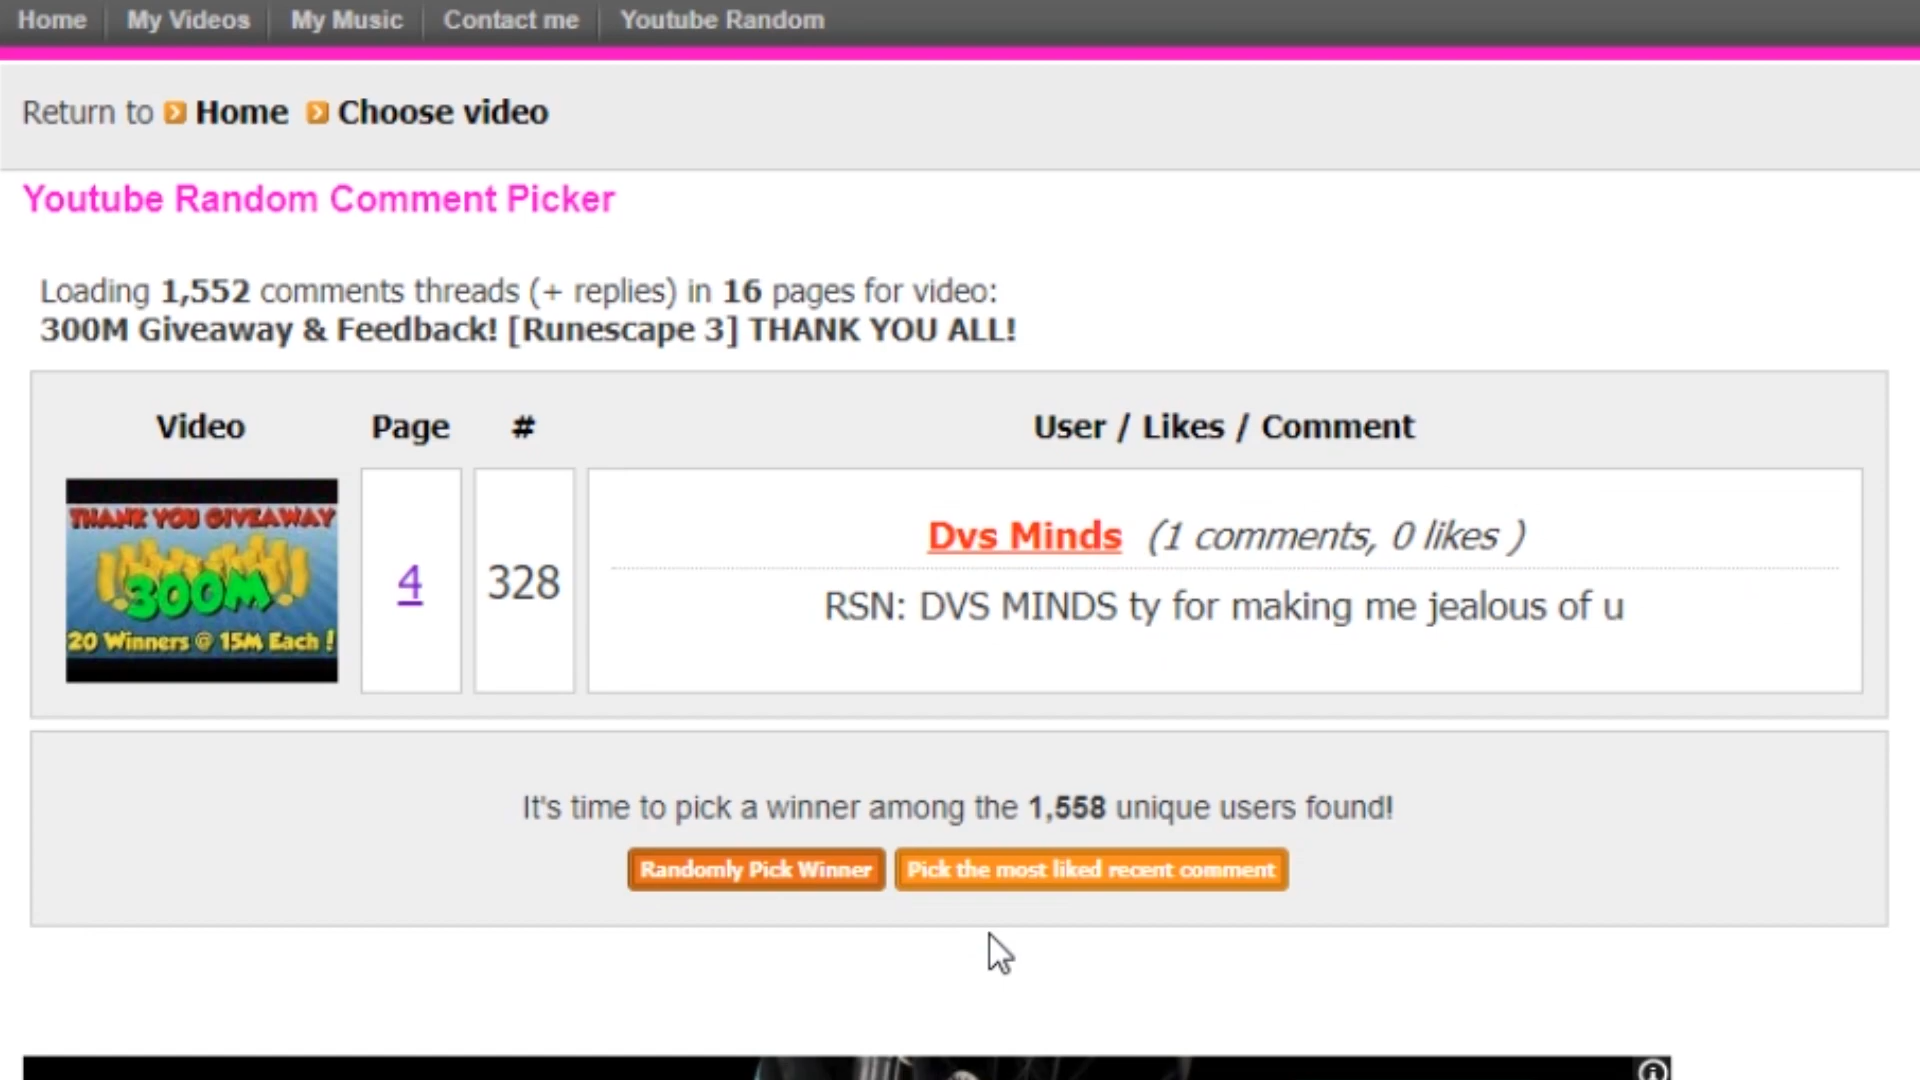 Home My Videos My Music Contact me Youtube Random
Return to Home Choose video
Youtube Random Comment Picker
Loading 1,552 comments threads (+ replies) in 16 pages for video:
300M Giveaway & Feedback! [Runescape 3] THANK YOU ALL!
Video Page # User / Likes / Comment
THANK YOU GIVEAWAY
300M
20 Winners @ 15M Each !
4 328
Dvs Minds (1 comments, 0 likes )
RSN: DVS MINDS ty for making me jealous of u
It's time to pick a winner among the 1,558 unique users found!
Randomly Pick Winner Pick the most liked recent comment